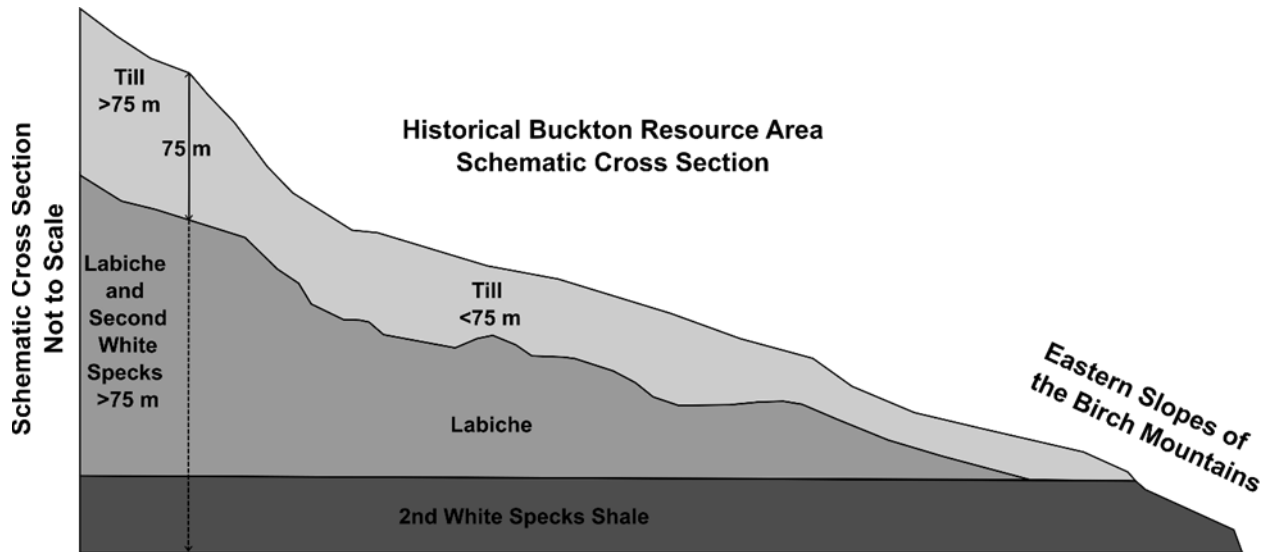 Schematic Cross Section
Not to Scale
Till
>75 m
75 m
Historical Buckton Resource Area
Schematic Cross Section
Labiche
and
Second
White
Specks
>75 m
Till
<75 m
Labiche
Eastern Slopes of
the Birch Mountains
2nd White Specks Shale